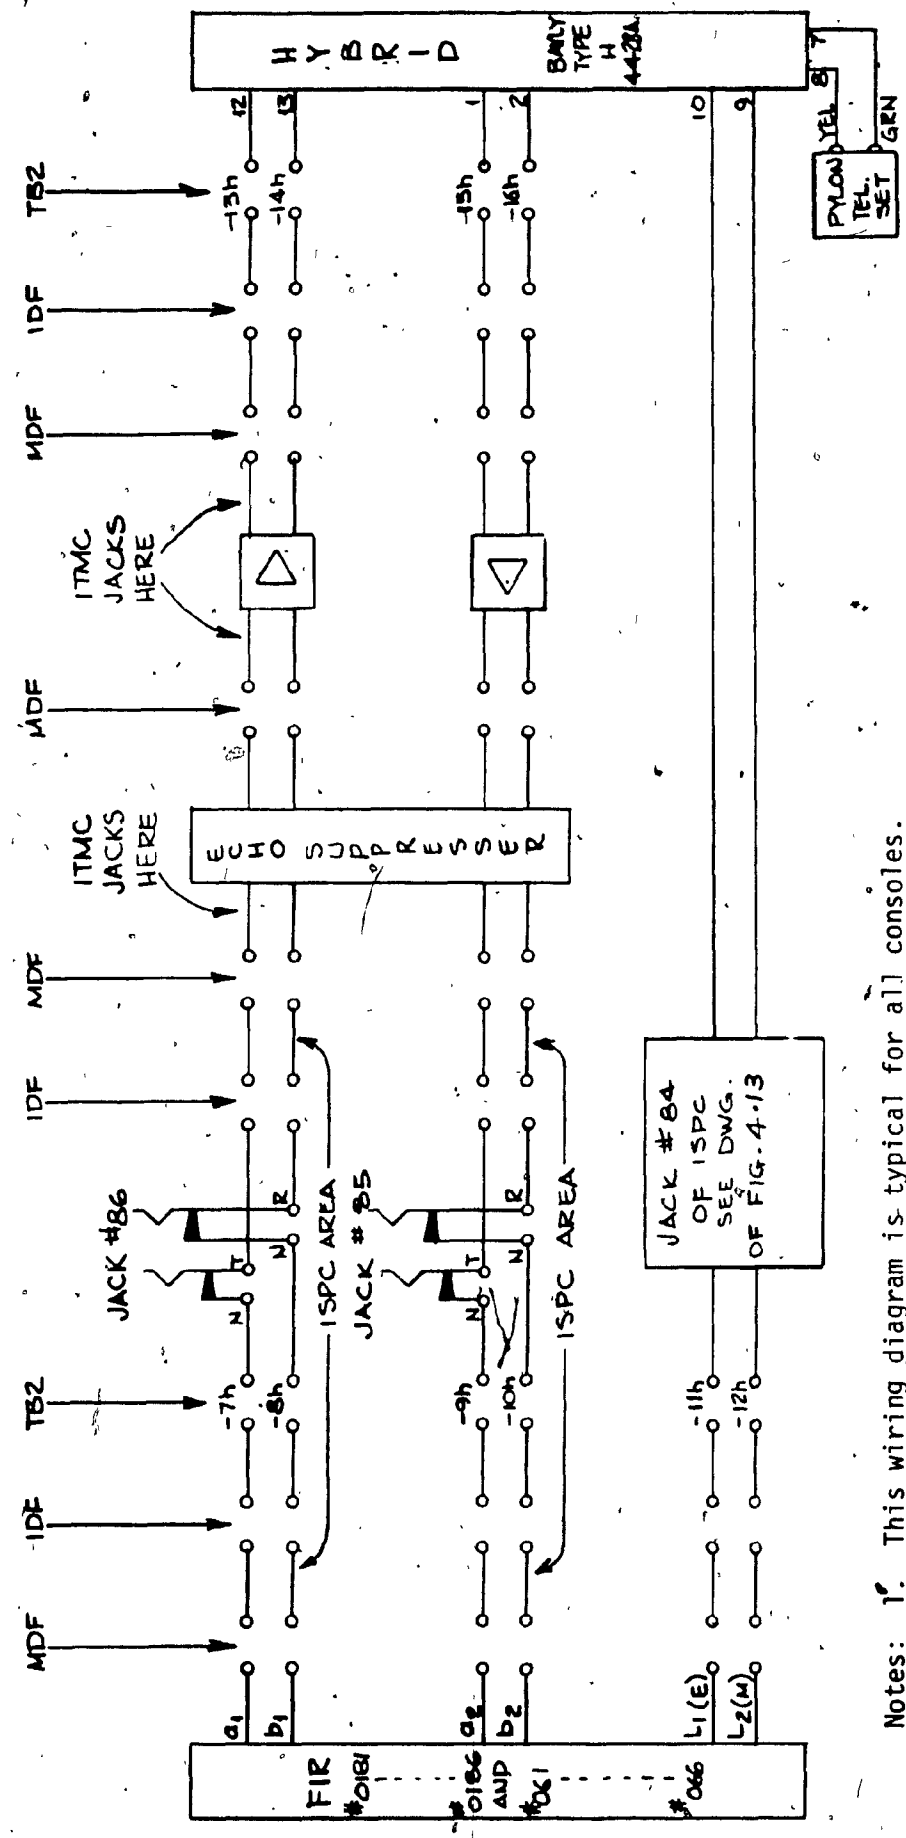 MDF
IDF
TB2
IDF
MDF
MDF
MDF
IDF
TB2
JACK #86
ITMC
JACKS
HERE
ITMC
JACKS
HERE
FIR
#0181
#0186
AND
#061
#066
a1
b1
a2
b2
L1(E)
L2(M)
-7h
-8h
-9h
-10h
-11h
-12h
N
T
N
R
ISPC AREA
JACK #85
N
T
N
R
ISPC AREA
JACK #84
OF ISPC
SEE DWG.
OF FIG. 4.13
ECHO SUPPRESSER
-13h
-14h
-15h
-16h
12
13
1
2
10
9
HYBRID
BAYLY
TYPE
H
4428A
8
7
YEL
GRN
PYLON
TEL.
SET
Notes: 1. This wiring diagram is typical for all consoles.